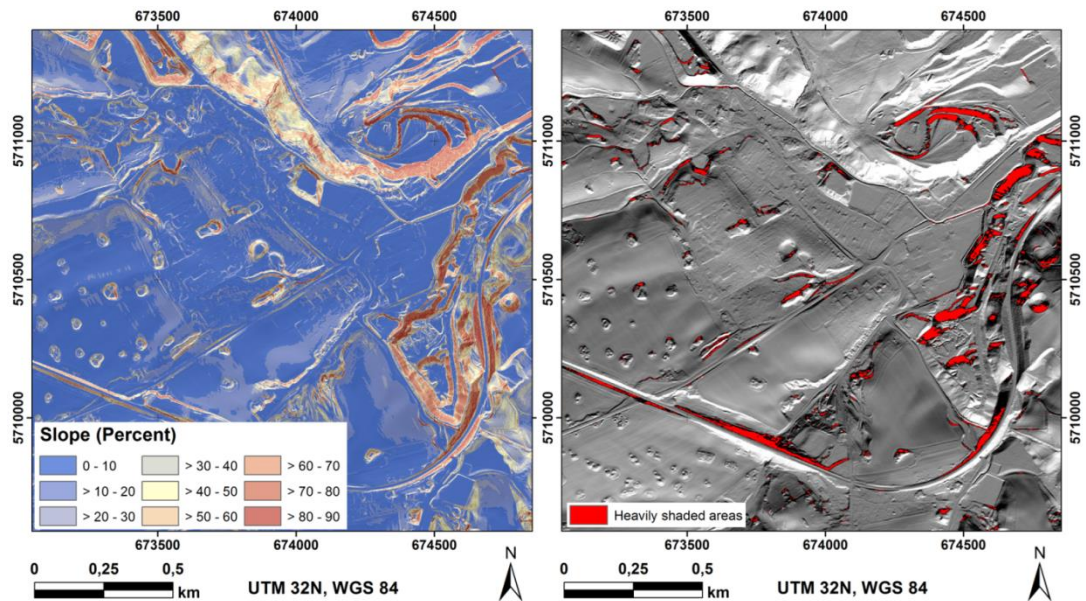 673500 674000 674500
673500 674000 674500
5711000
5710500
5710000
5711000
5710500
5710000
Slope (Percent)
0 - 10 > 30 - 40 > 60 - 70
> 10 - 20 > 40 - 50 > 70 - 80
> 20 - 30 > 50 - 60 > 80 - 90
Heavily shaded areas
673500 674000 674500
673500 674000 674500
0 0,25 0,5
km
UTM 32N, WGS 84
N
0 0,25 0,5
km
UTM 32N, WGS 84
N